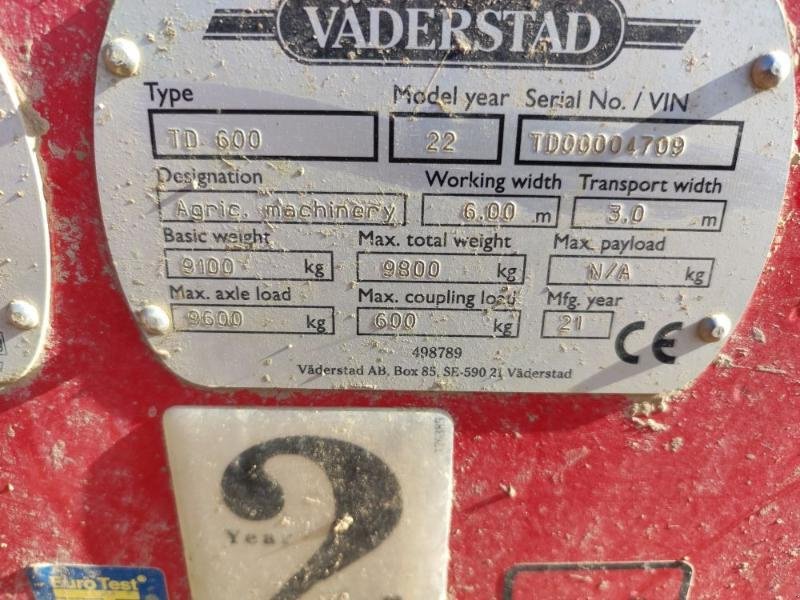 VÄDERSTAD
Type Model year Serial No. / VIN
TD 600 22 TD00004709
Designation Working width Transport width
Agric. machinery 6.00 m 3.0 m
Basic weight Max. total weight Max. payload
9100 kg 9800 kg N/A kg
Max. axle load Max. coupling load Mfg. year
9600 kg 600 kg 21 CE
498789
Väderstad AB, Box 85, SE-590 21 Väderstad
2
Year
EuroTest®